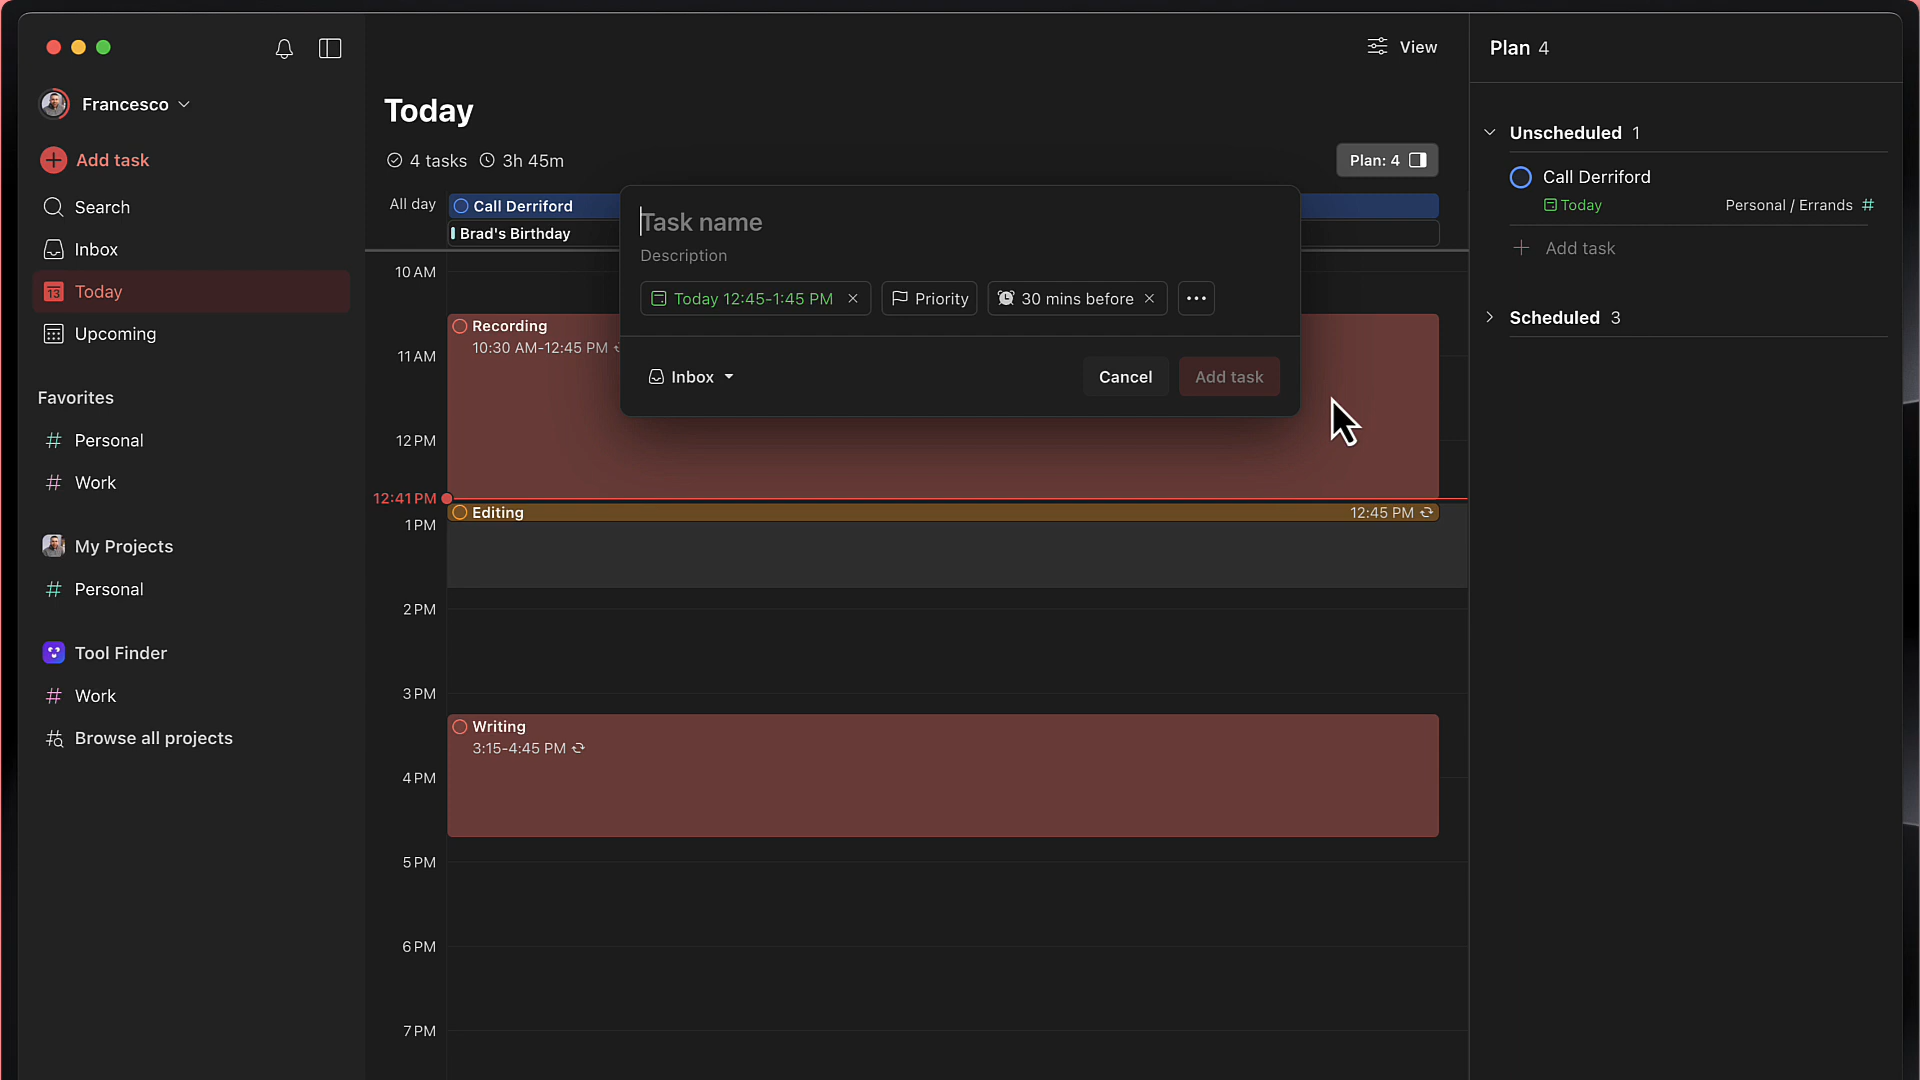 Francesco
Add task
Search
Inbox
13
Today
Upcoming
Favorites
# Personal
# Work
My Projects
# Personal
Tool Finder
# Work
Browse all projects
View
Today
4 tasks 3h 45m
Plan: 4
All day
Call Derriford
Brad's Birthday
10 AM
11 AM
12 PM
12:41 PM
1 PM
2 PM
3 PM
4 PM
5 PM
6 PM
7 PM
Recording
10:30 AM-12:45 PM
Editing
12:45 PM
Writing
3:15-4:45 PM
Task name
Description
Today 12:45-1:45 PM ×
Priority
30 mins before ×
•••
Inbox
Cancel
Add task
Plan 4
Unscheduled 1
Call Derriford
Today
Personal / Errands #
+ Add task
Scheduled 3